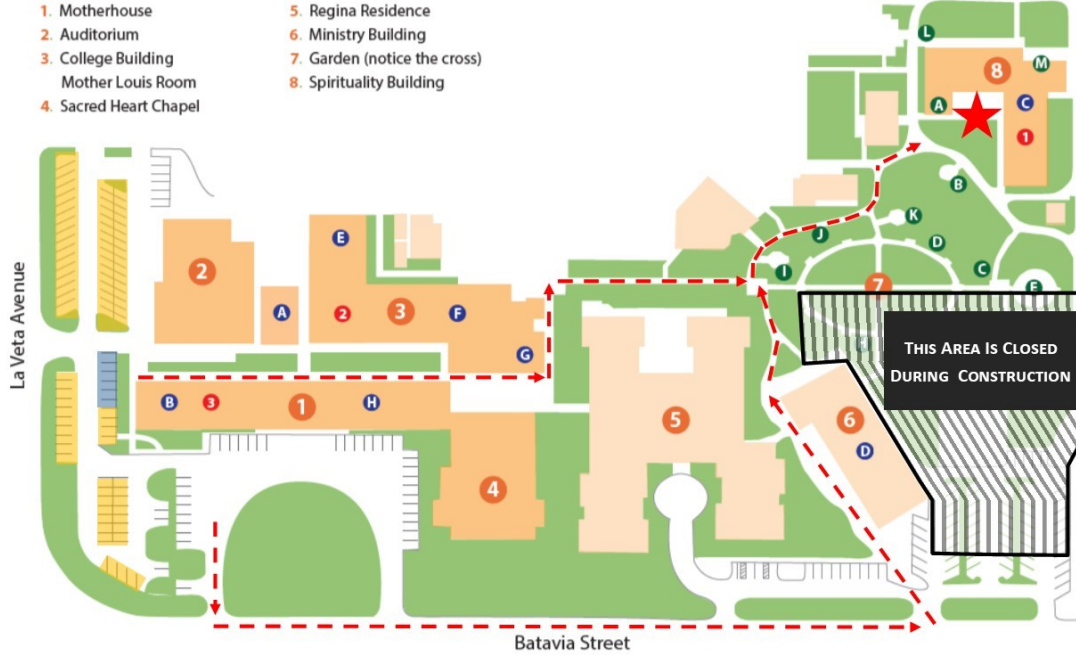 1. Motherhouse
2. Auditorium
3. College Building
Mother Louis Room
4. Sacred Heart Chapel
5. Regina Residence
6. Ministry Building
7. Garden (notice the cross)
8. Spirituality Building
L
8
M
A
C
1
B
K
D
J
I
C
E
7
La Veta Avenue
2
E
A
2
3
F
G
THIS AREA IS CLOSED
DURING CONSTRUCTION
B
3
1
H
5
6
D
4
Batavia Street